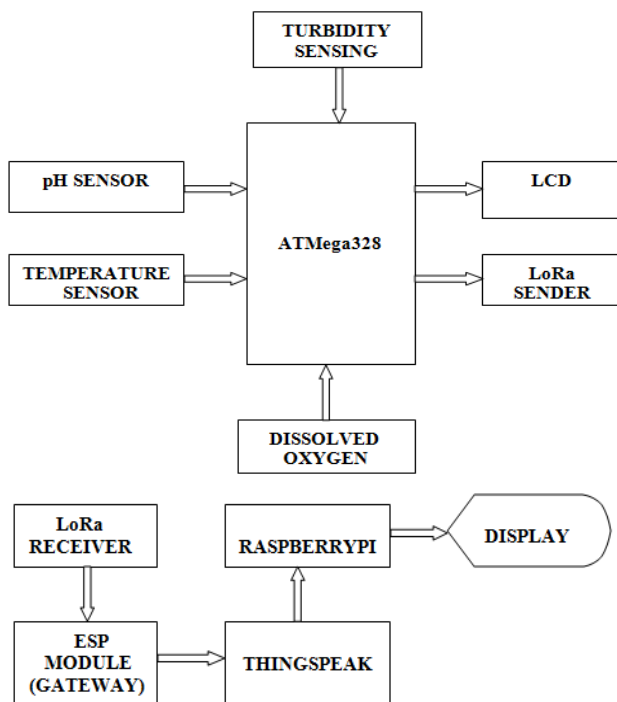 TURBIDITY
SENSING
pH SENSOR
LCD
ATMega328
TEMPERATURE
SENSOR
LoRa
SENDER
DISSOLVED
OXYGEN
LoRa
RECEIVER
RASPBERRYPI
DISPLAY
ESP
MODULE
(GATEWAY)
THINGSPEAK